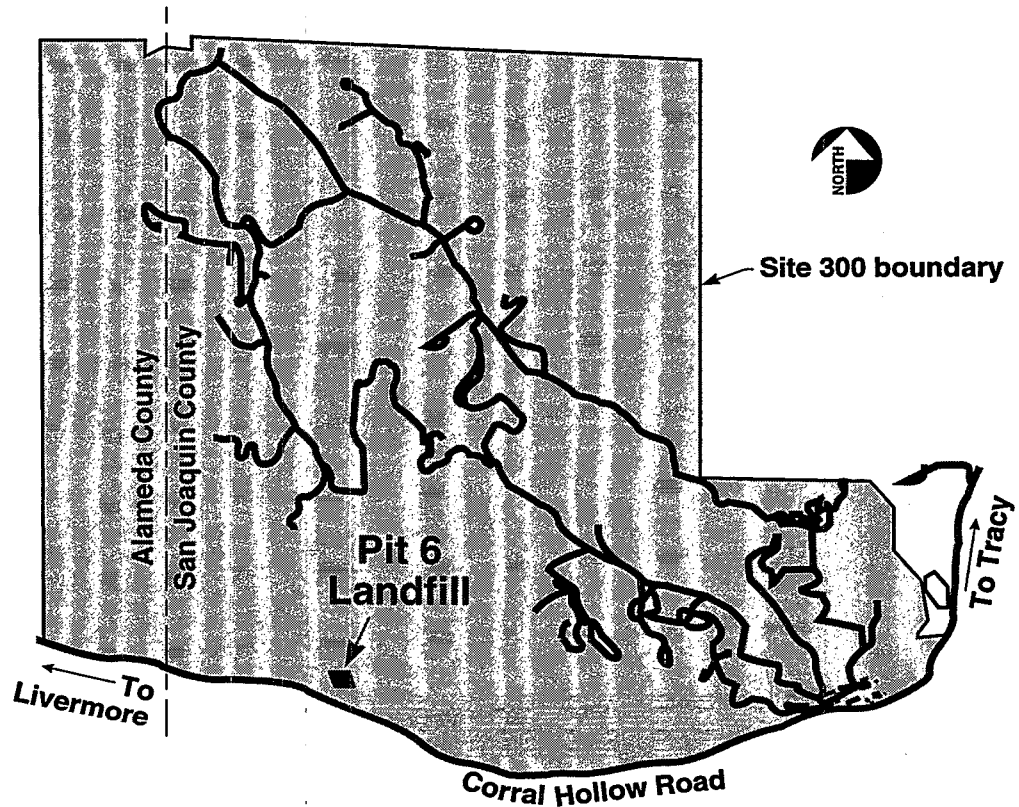 NORTH
Site 300 boundary
Alameda County
San Joaquin County
Pit 6
Landfill
To Tracy
To
Livermore
Corral Hollow Road